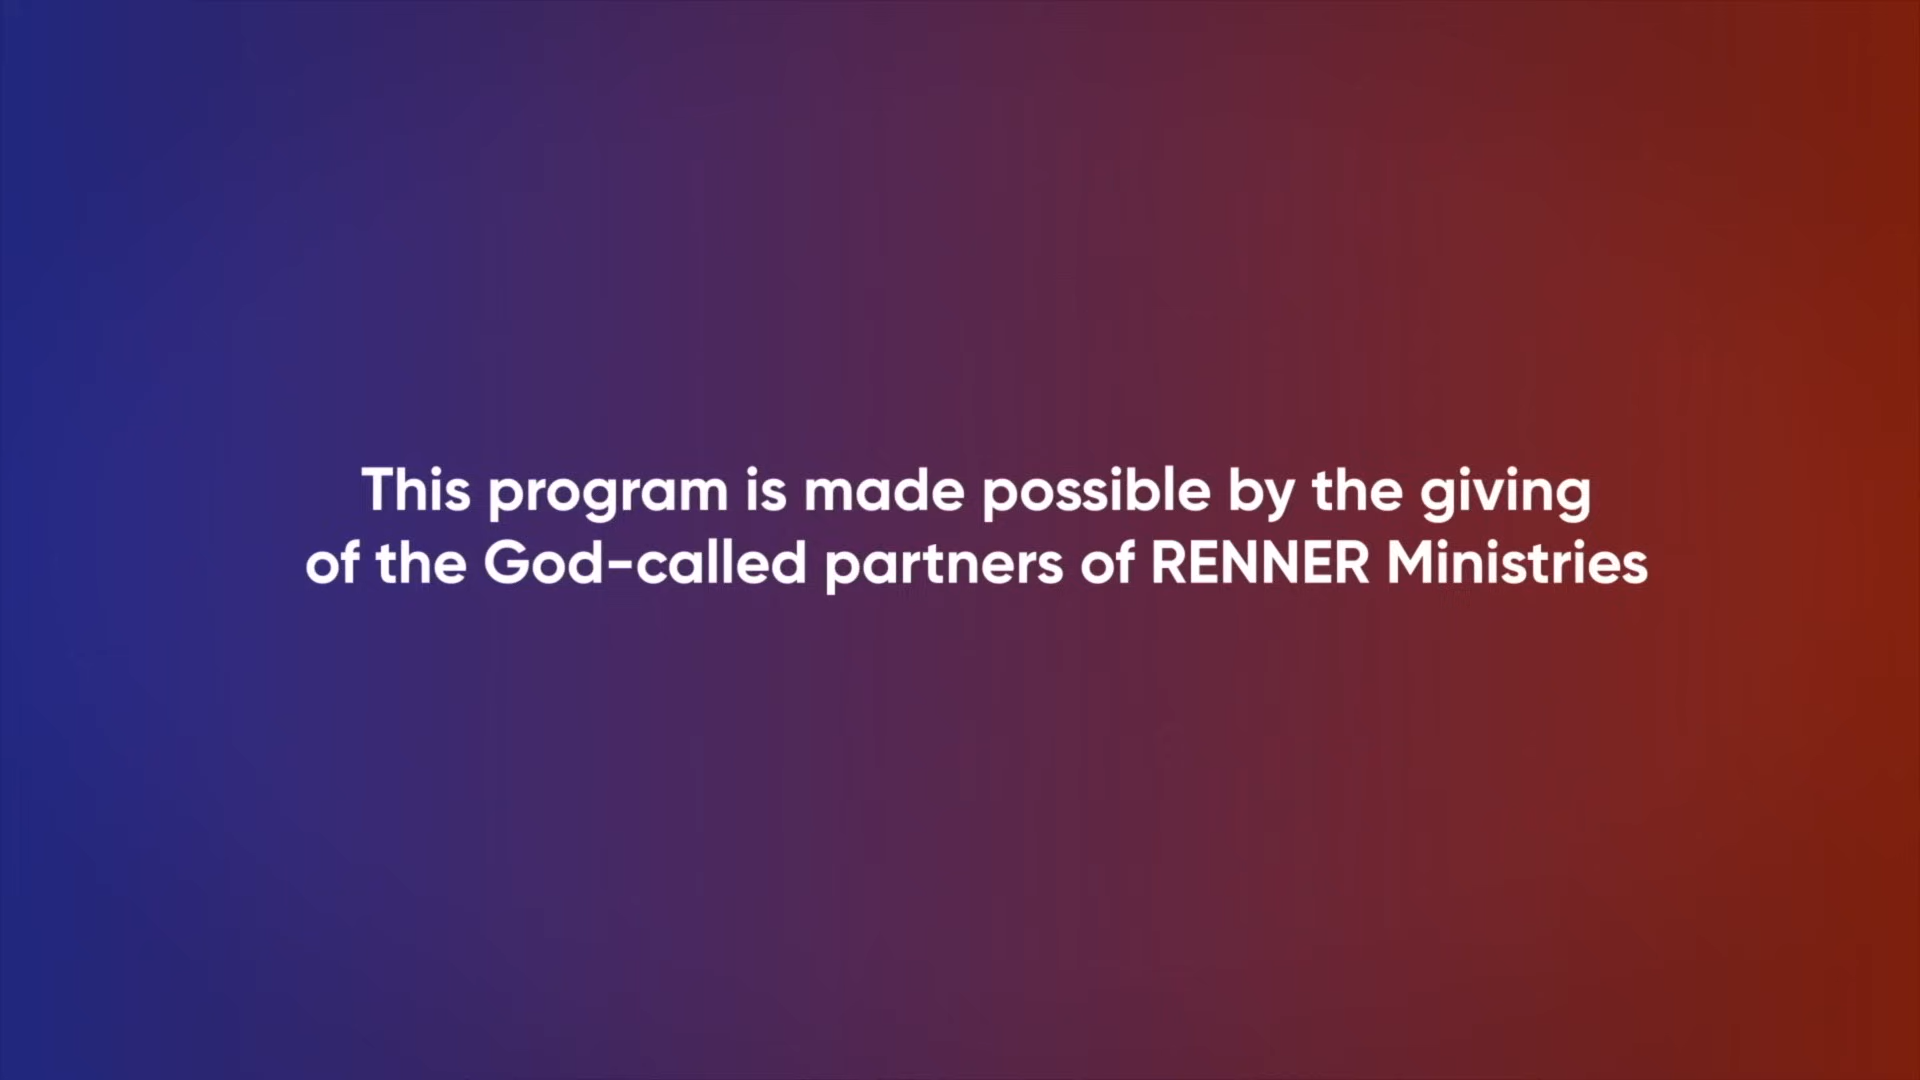 This program is made possible by the giving
of the God-called partners of RENNER Ministries